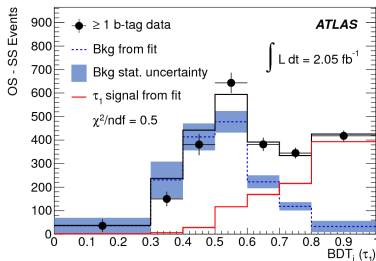 OS - SS Events
900
800
700
600
500
400
300
200
100
0
≥ 1 b-tag data
Bkg from fit
Bkg stat. uncertainty
τ1 signal from fit
χ²/ndf = 0.5
ATLAS
∫ L dt = 2.05 fb⁻¹
0 0.1 0.2 0.3 0.4 0.5 0.6 0.7 0.8 0.9 1
BDTj (τ1)